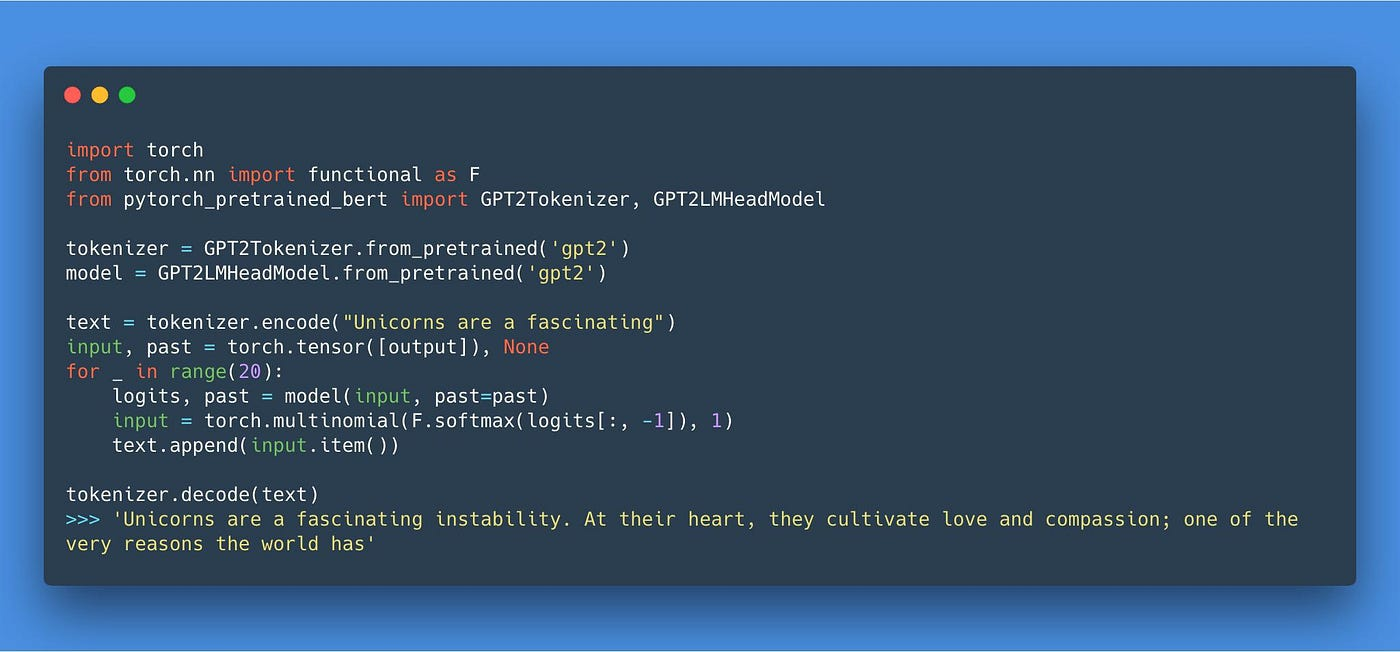 import torch
from torch.nn import functional as F
from pytorch_pretrained_bert import GPT2Tokenizer, GPT2LMHeadModel
tokenizer = GPT2Tokenizer.from_pretrained('gpt2')
model = GPT2LMHeadModel.from_pretrained('gpt2')
text = tokenizer.encode("Unicorns are a fascinating")
input, past = torch.tensor([output]), None
for _ in range(20):
    logits, past = model(input, past=past)
    input = torch.multinomial(F.softmax(logits[:, -1]), 1)
    text.append(input.item())
tokenizer.decode(text)
>>> 'Unicorns are a fascinating instability. At their heart, they cultivate love and compassion; one of the
very reasons the world has'